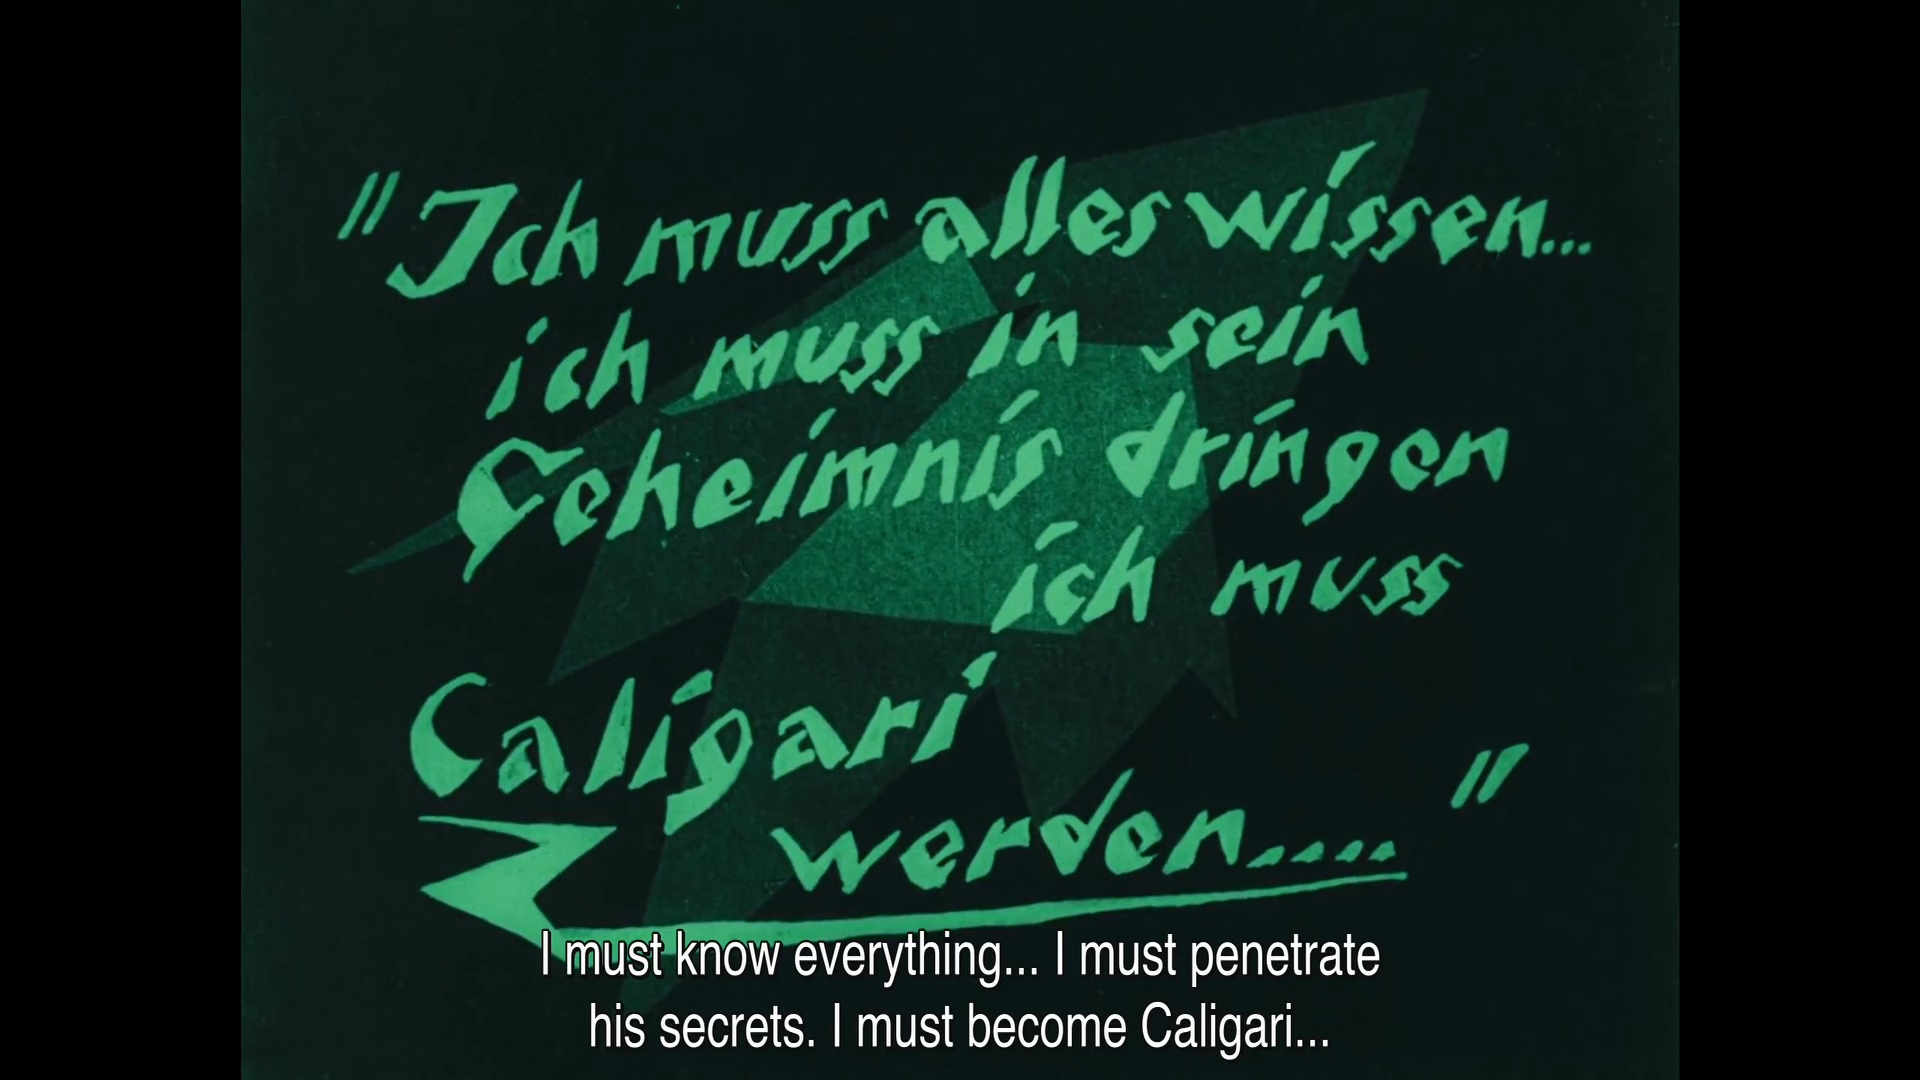 "Ich muss alles wissen...
ich muss in sein
Geheimnis dringen
ich muss
Caligari
werden...."
I must know everything... I must penetrate
his secrets. I must become Caligari...